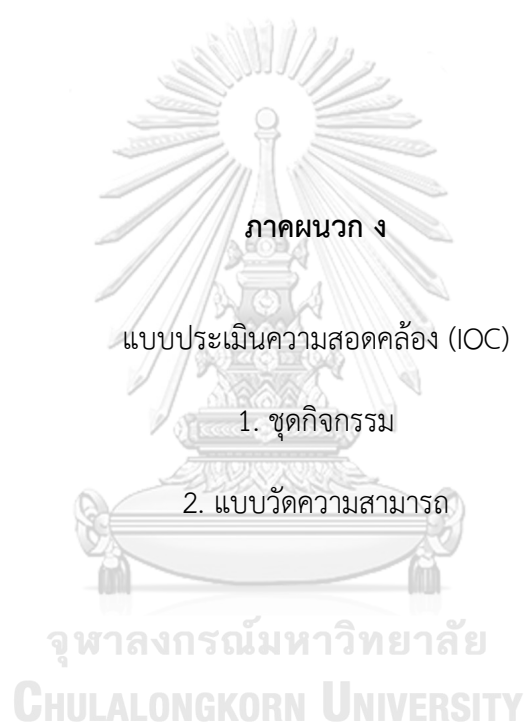 ภาคผนวก ง
แบบประเมินความสอดคล้อง (IOC)
1. ชุดกิจกรรม
2. แบบวัดความสามารถ
จุฬาลงกรณ์มหาวิทยาลัย
CHULALONGKORN UNIVERSITY